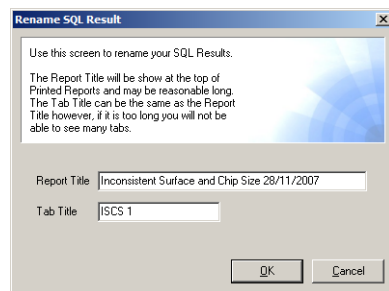 Rename SQL Result
Use this screen to rename your SQL Results.
The Report Title will be show at the top of
Printed Reports and may be reasonable long.
The Tab Title can be the same as the Report
Title however, if it is too long you will not be
able to see many tabs.
Report Title Inconsistent Surface and Chip Size 28/11/2007
Tab Title ISCS 1
OK Cancel